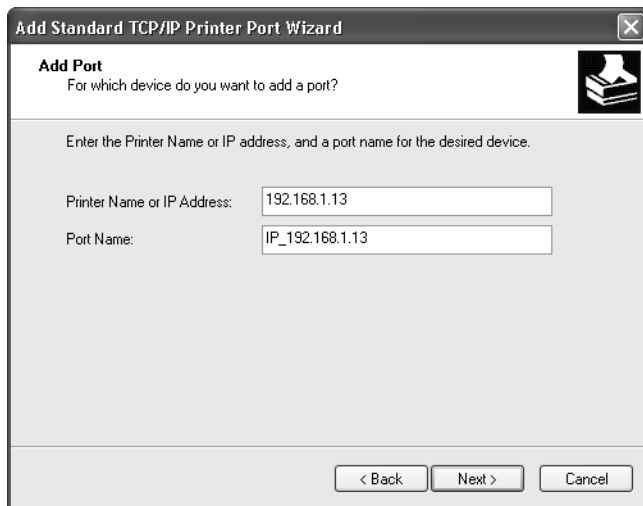 Add Standard TCP/IP Printer Port Wizard
Add Port
For which device do you want to add a port?
Enter the Printer Name or IP address, and a port name for the desired device.
Printer Name or IP Address: 192.168.1.13
Port Name: IP_192.168.1.13
< Back Next > Cancel